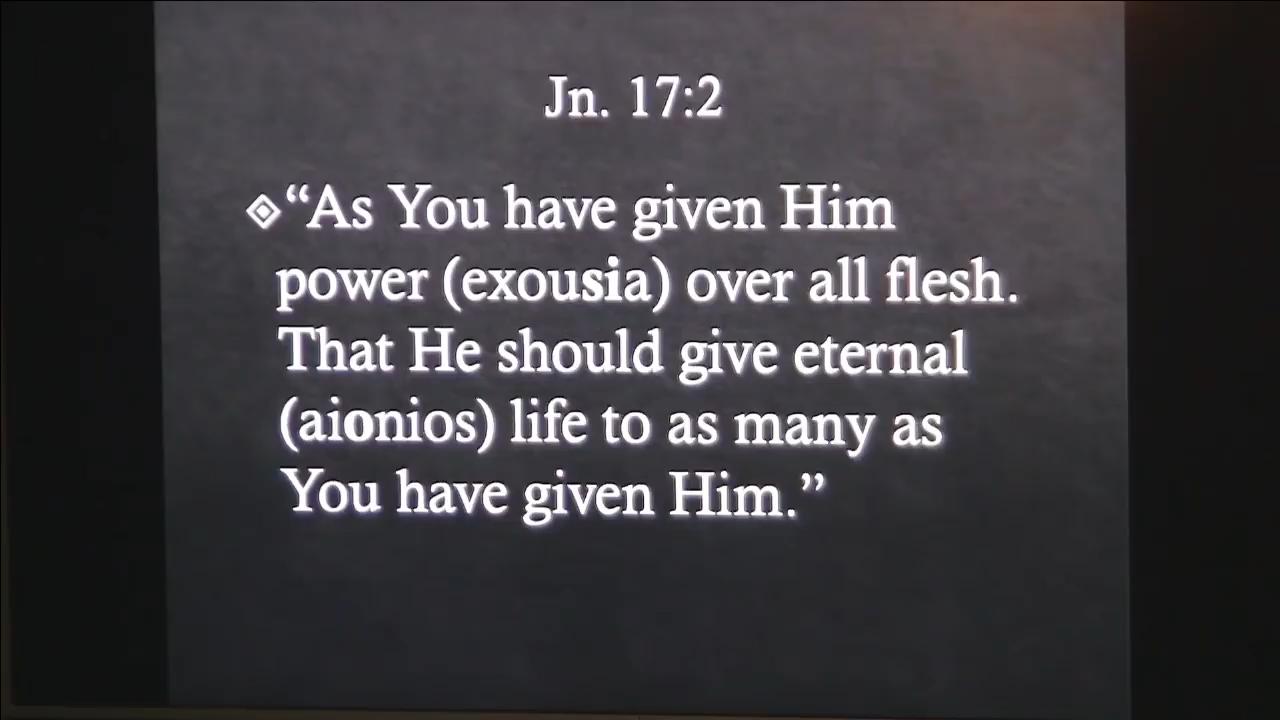 Jn. 17:2
“As You have given Him
power (exousia) over all flesh.
That He should give eternal
(aionios) life to as many as
You have given Him.”